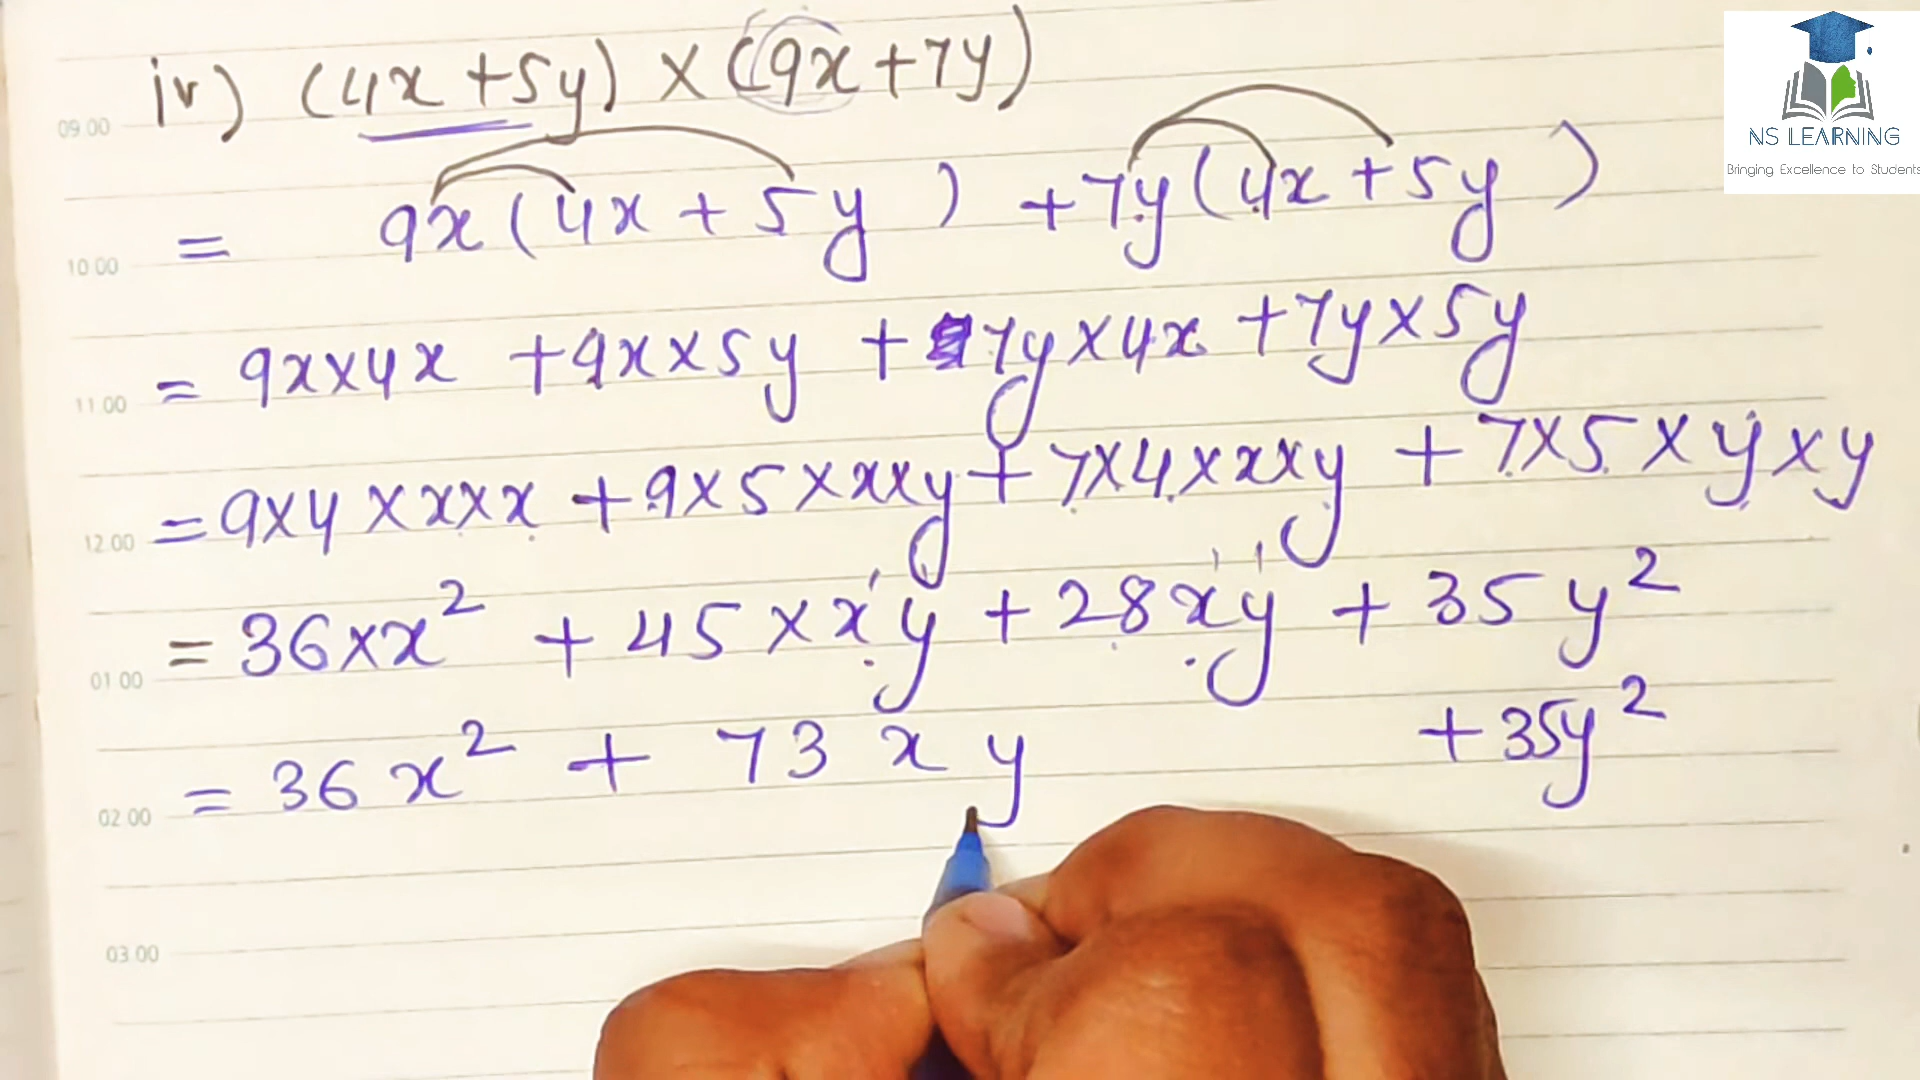 iv) (4x + 5y) × (9x + 7y)
09.00
= 9x (4x + 5y) + 7y (4x + 5y)
10.00
= 9x × 4x + 9x × 5y + 7y × 4x + 7y × 5y
11.00
= 9 × 4 × x × x + 9 × 5 × x × y + 7 × 4 × x × y + 7 × 5 × y × y
12.00
= 36 × x² + 45 × x'y' + 28 x'y' + 35 y²
01.00
= 36 x² + 73 x y + 35y²
02.00
03.00
NS LEARNING
Bringing Excellence to Students